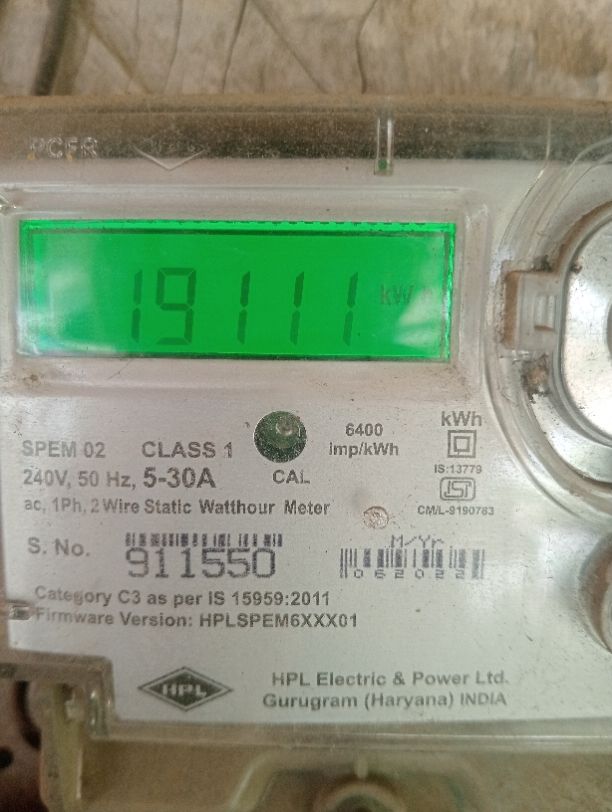 19111 kWh
SPEM 02 CLASS 1
240V, 50 Hz, 5-30A
ac, 1Ph, 2 Wire Static Watthour Meter
CAL
6400
imp/kWh
kWh
IS:13779
ISI
CM/L-9190783
S. No. 911550
M/Yr
062022
Category C3 as per IS 15959:2011
Firmware Version: HPLSPEM6XXX01
HPL
HPL Electric & Power Ltd.
Gurugram (Haryana) INDIA